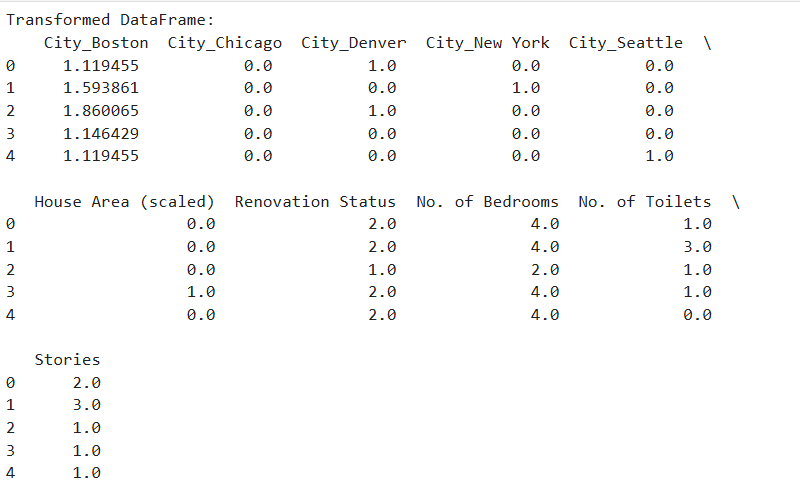 Transformed DataFrame:
   City_Boston  City_Chicago  City_Denver  City_New York  City_Seattle  \
0     1.119455           0.0          1.0            0.0           0.0
1     1.593861           0.0          0.0            1.0           0.0
2     1.860065           0.0          1.0            0.0           0.0
3     1.146429           0.0          0.0            0.0           0.0
4     1.119455           0.0          0.0            0.0           1.0
   House Area (scaled)  Renovation Status  No. of Bedrooms  No. of Toilets  \
0                  0.0                2.0              4.0             1.0
1                  0.0                2.0              4.0             3.0
2                  0.0                1.0              2.0             1.0
3                  1.0                2.0              4.0             1.0
4                  0.0                2.0              4.0             0.0
   Stories
0      2.0
1      3.0
2      1.0
3      1.0
4      1.0